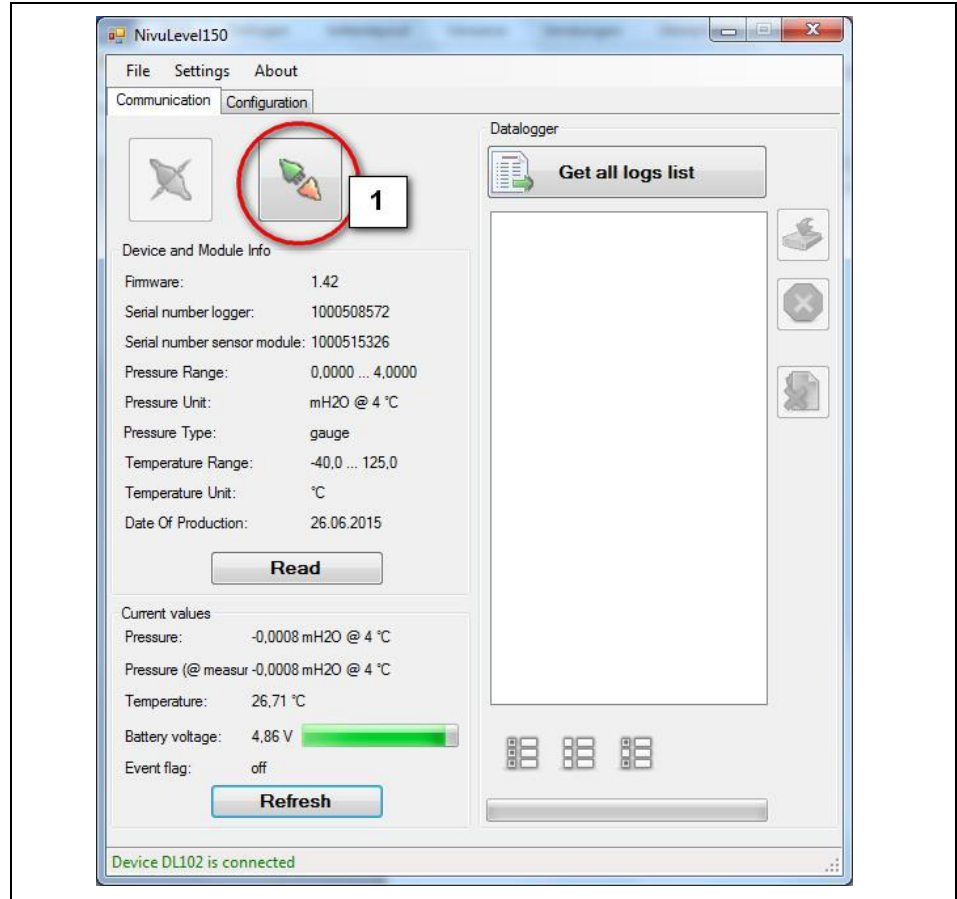 NivuLevel150
File Settings About
Communication Configuration
1
Device and Module Info
Firmware: 1.42
Serial number logger: 1000508572
Serial number sensor module: 1000515326
Pressure Range: 0,0000 ... 4,0000
Pressure Unit: mH2O @ 4 °C
Pressure Type: gauge
Temperature Range: -40,0 ... 125,0
Temperature Unit: °C
Date Of Production: 26.06.2015
Read
Current values
Pressure: -0,0008 mH2O @ 4 °C
Pressure (@ measur -0,0008 mH2O @ 4 °C
Temperature: 26,71 °C
Battery voltage: 4,86 V
Event flag: off
Refresh
Datalogger
Get all logs list
Device DL102 is connected